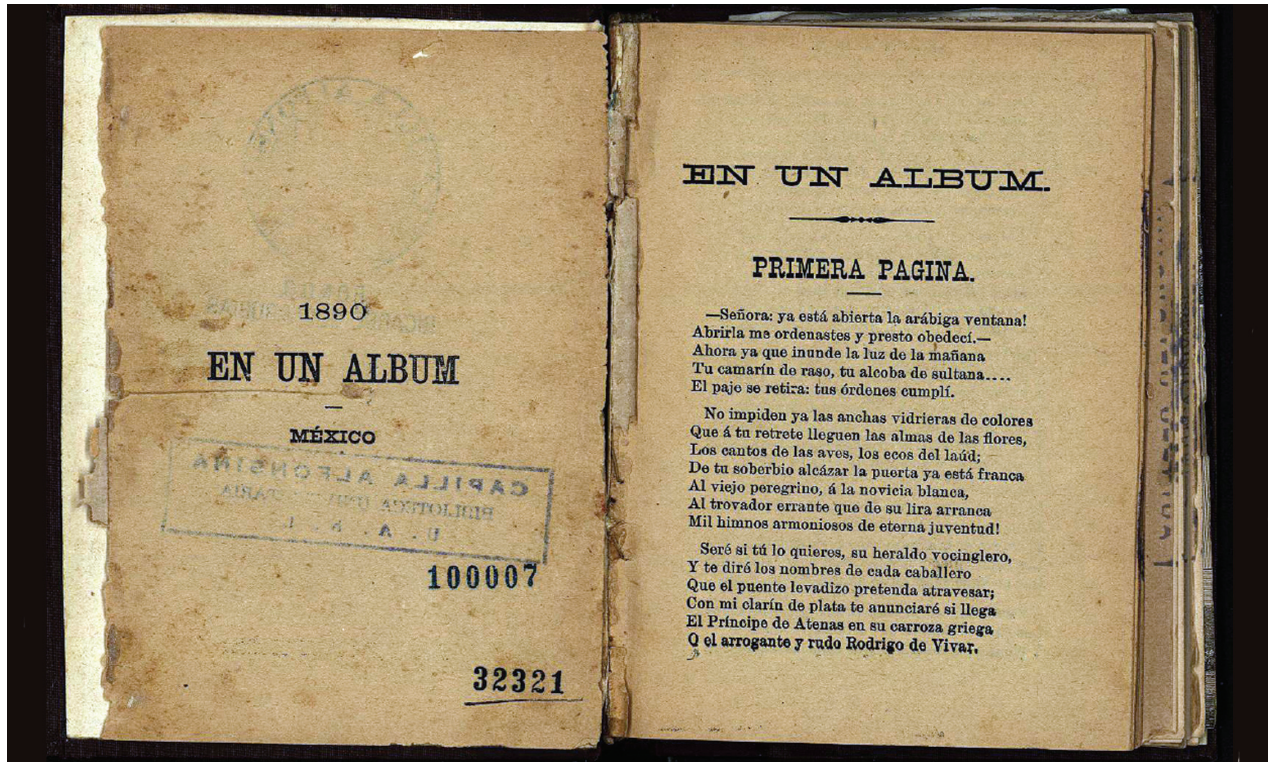 1890
EN UN ALBUM
MÉXICO
CAPILLA ALFONSINA
BIBLIOTECA
U. A. N. L.
100007
32321
EN UN ALBUM.
PRIMERA PAGINA.
—Señora: ya está abierta la arábiga ventana!
Abrirla me ordenastes y presto obedecí.—
Ahora ya que inunde la luz de la mañana
Tu camarín de raso, tu alcoba de sultana....
El paje se retira: tus órdenes cumplí.
No impiden ya las anchas vidrieras de colores
Que á tu retrete lleguen las almas de las flores,
Los cantos de las aves, los ecos del laúd;
De tu soberbio alcázar la puerta ya está franca
Al viejo peregrino, á la novicia blanca,
Al trovador errante que de su lira arranca
Mil himnos armoniosos de eterna juventud!
Seré si tú lo quieres, su heraldo vocinglero,
Y te diré los nombres de cada caballero
Que el puente levadizo pretenda atravesar;
Con mi clarín de plata te anunciaré si llega
El Príncipe de Atenas en su carroza griega
O el arrogante y rudo Rodrigo de Vivar.